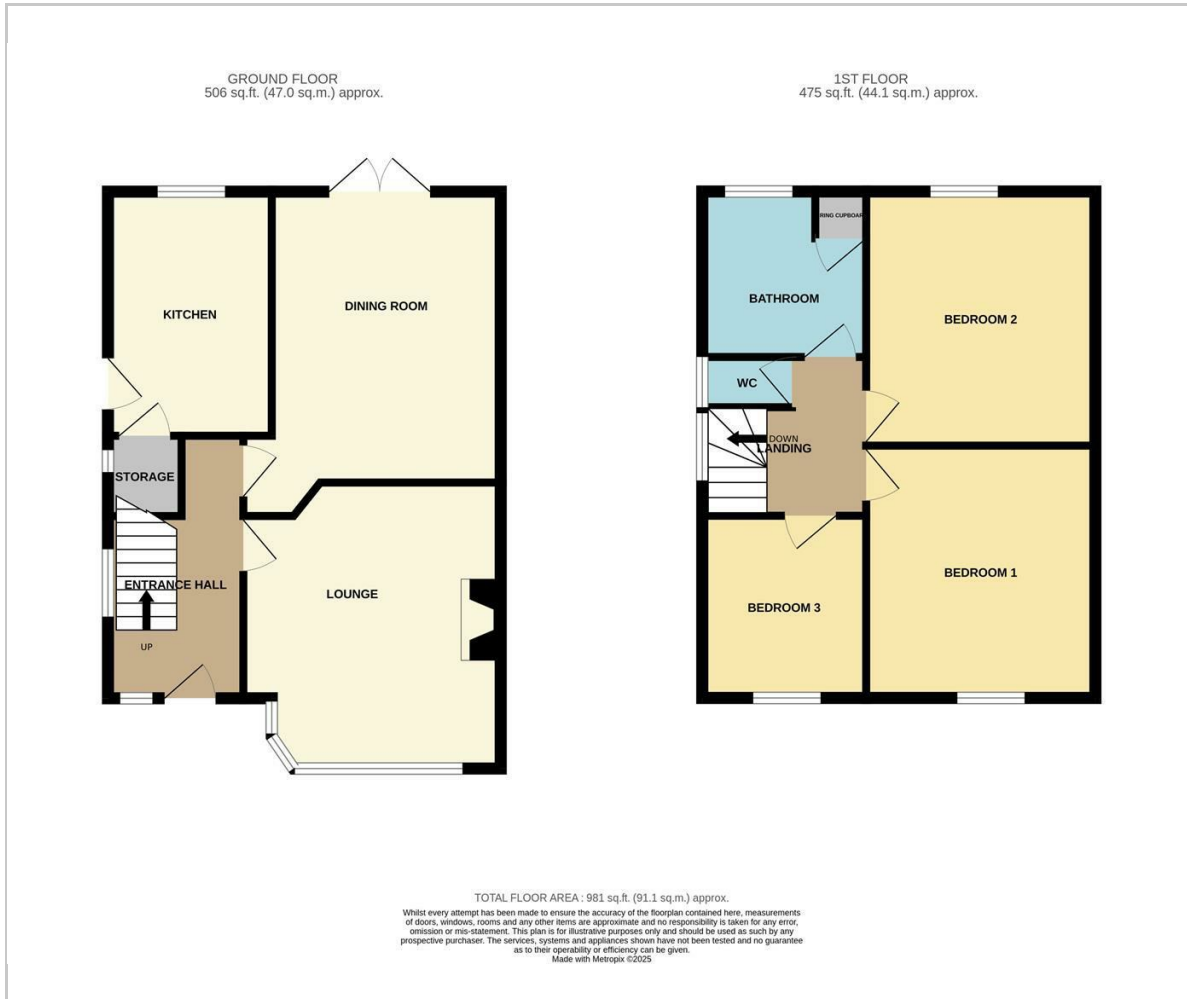 GROUND FLOOR
506 sq.ft. (47.0 sq.m.) approx.
1ST FLOOR
475 sq.ft. (44.1 sq.m.) approx.
KITCHEN
DINING ROOM
STORAGE
ENTRANCE HALL
LOUNGE
UP
RING CUPBOAR
BATHROOM
BEDROOM 2
WC
DOWN
LANDING
BEDROOM 1
BEDROOM 3
TOTAL FLOOR AREA : 981 sq.ft. (91.1 sq.m.) approx.
Whilst every attempt has been made to ensure the accuracy of the floorplan contained here, measurements
of doors, windows, rooms and any other items are approximate and no responsibility is taken for any error,
omission or mis-statement. This plan is for illustrative purposes only and should be used as such by any
prospective purchaser. The services, systems and appliances shown have not been tested and no guarantee
as to their operability or efficiency can be given.
Made with Metropix ©2025